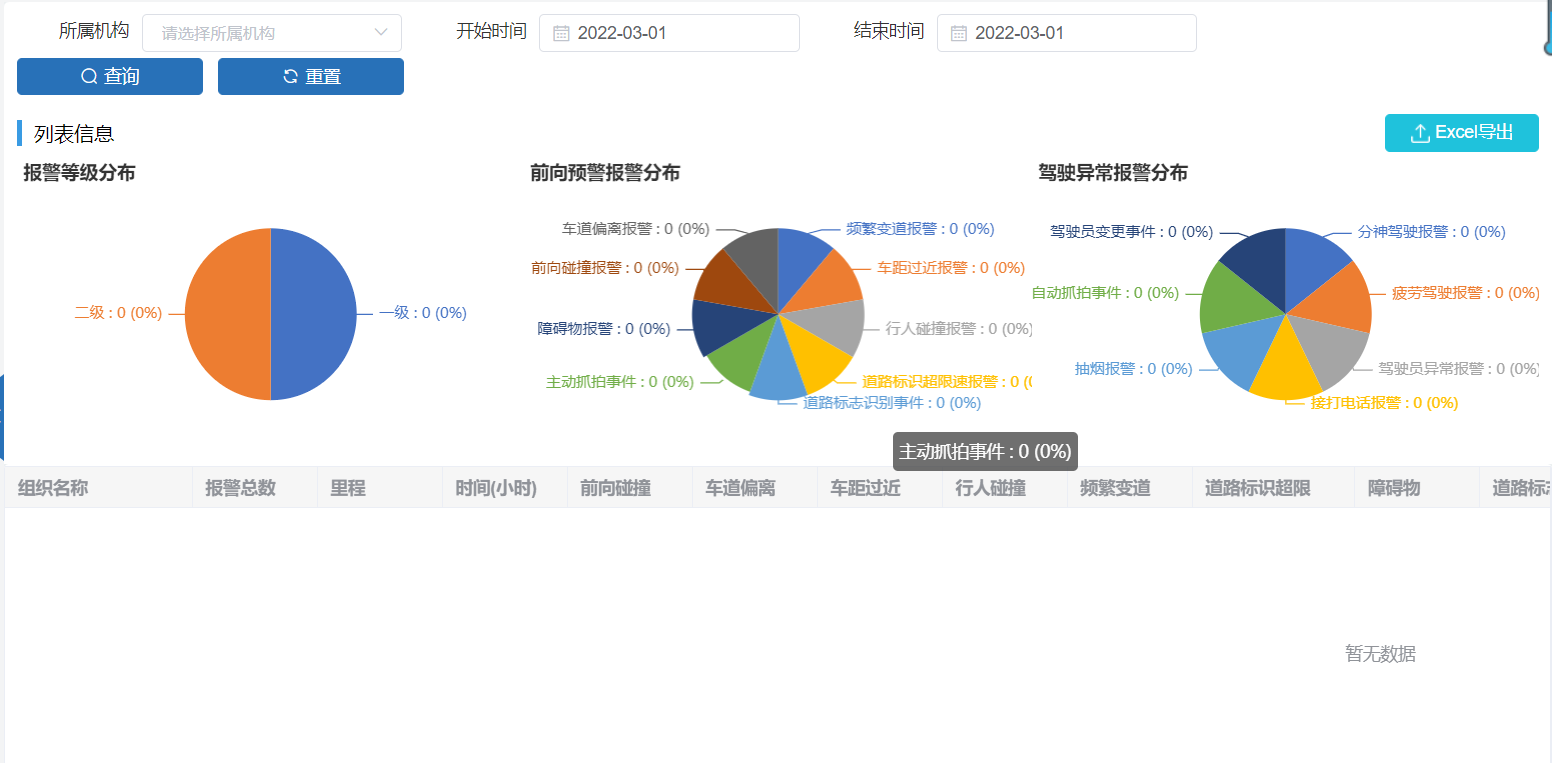 所属机构 请选择所属机构 开始时间 2022-03-01 结束时间 2022-03-01
查询 重置
列表信息 Excel导出
报警等级分布 前向预警报警分布 驾驶异常报警分布
二级 : 0 (0%) 一级 : 0 (0%)
车道偏离报警 : 0 (0%) 频繁变道报警 : 0 (0%)
前向碰撞报警 : 0 (0%) 车距过近报警 : 0 (0%)
障碍物报警 : 0 (0%) 行人碰撞报警 : 0 (0%)
主动抓拍事件 : 0 (0%) 道路标识超限速报警 : 0 (
道路标志识别事件 : 0 (0%)
驾驶员变更事件 : 0 (0%) 分神驾驶报警 : 0 (0%)
自动抓拍事件 : 0 (0%) 疲劳驾驶报警 : 0 (0%)
抽烟报警 : 0 (0%) 驾驶员异常报警 : 0 (0%)
接打电话报警 : 0 (0%)
主动抓拍事件 : 0 (0%)
组织名称 报警总数 里程 时间(小时) 前向碰撞 车道偏离 车距过近 行人碰撞 频繁变道 道路标识超限 障碍物 道路标
暂无数据